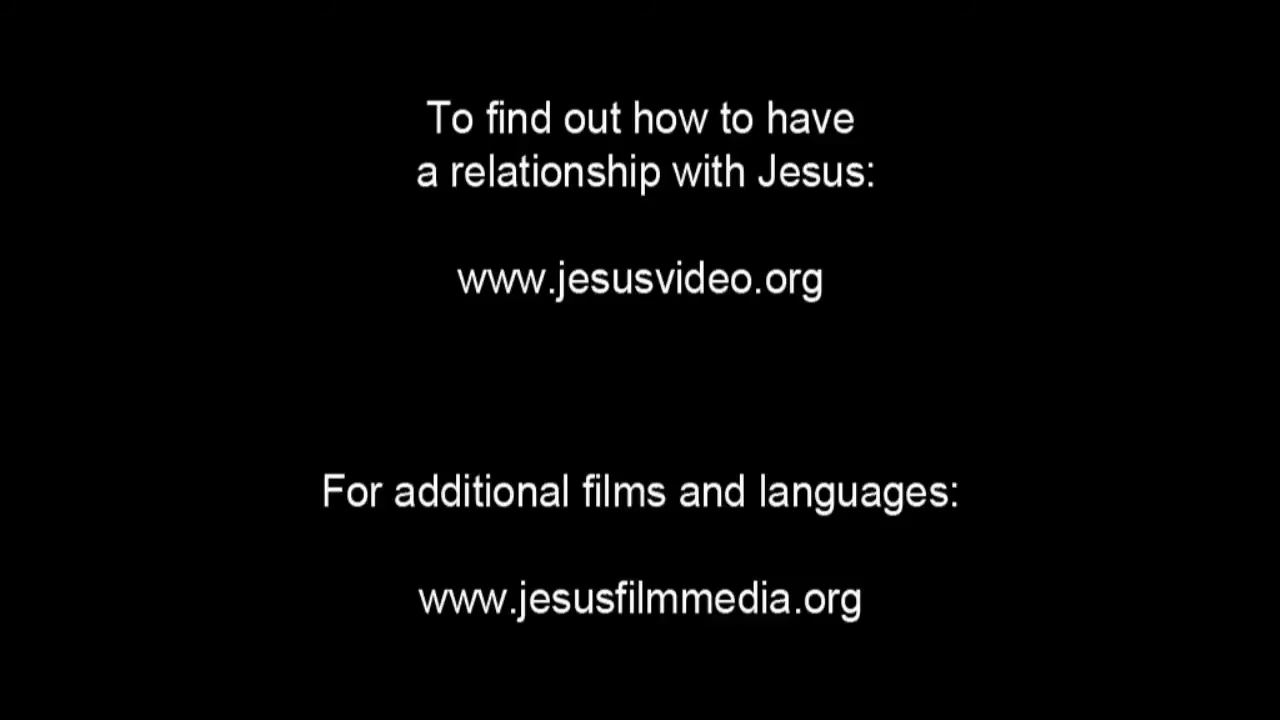 To find out how to have
a relationship with Jesus:
www.jesusvideo.org
For additional films and languages:
www.jesusfilmmedia.org